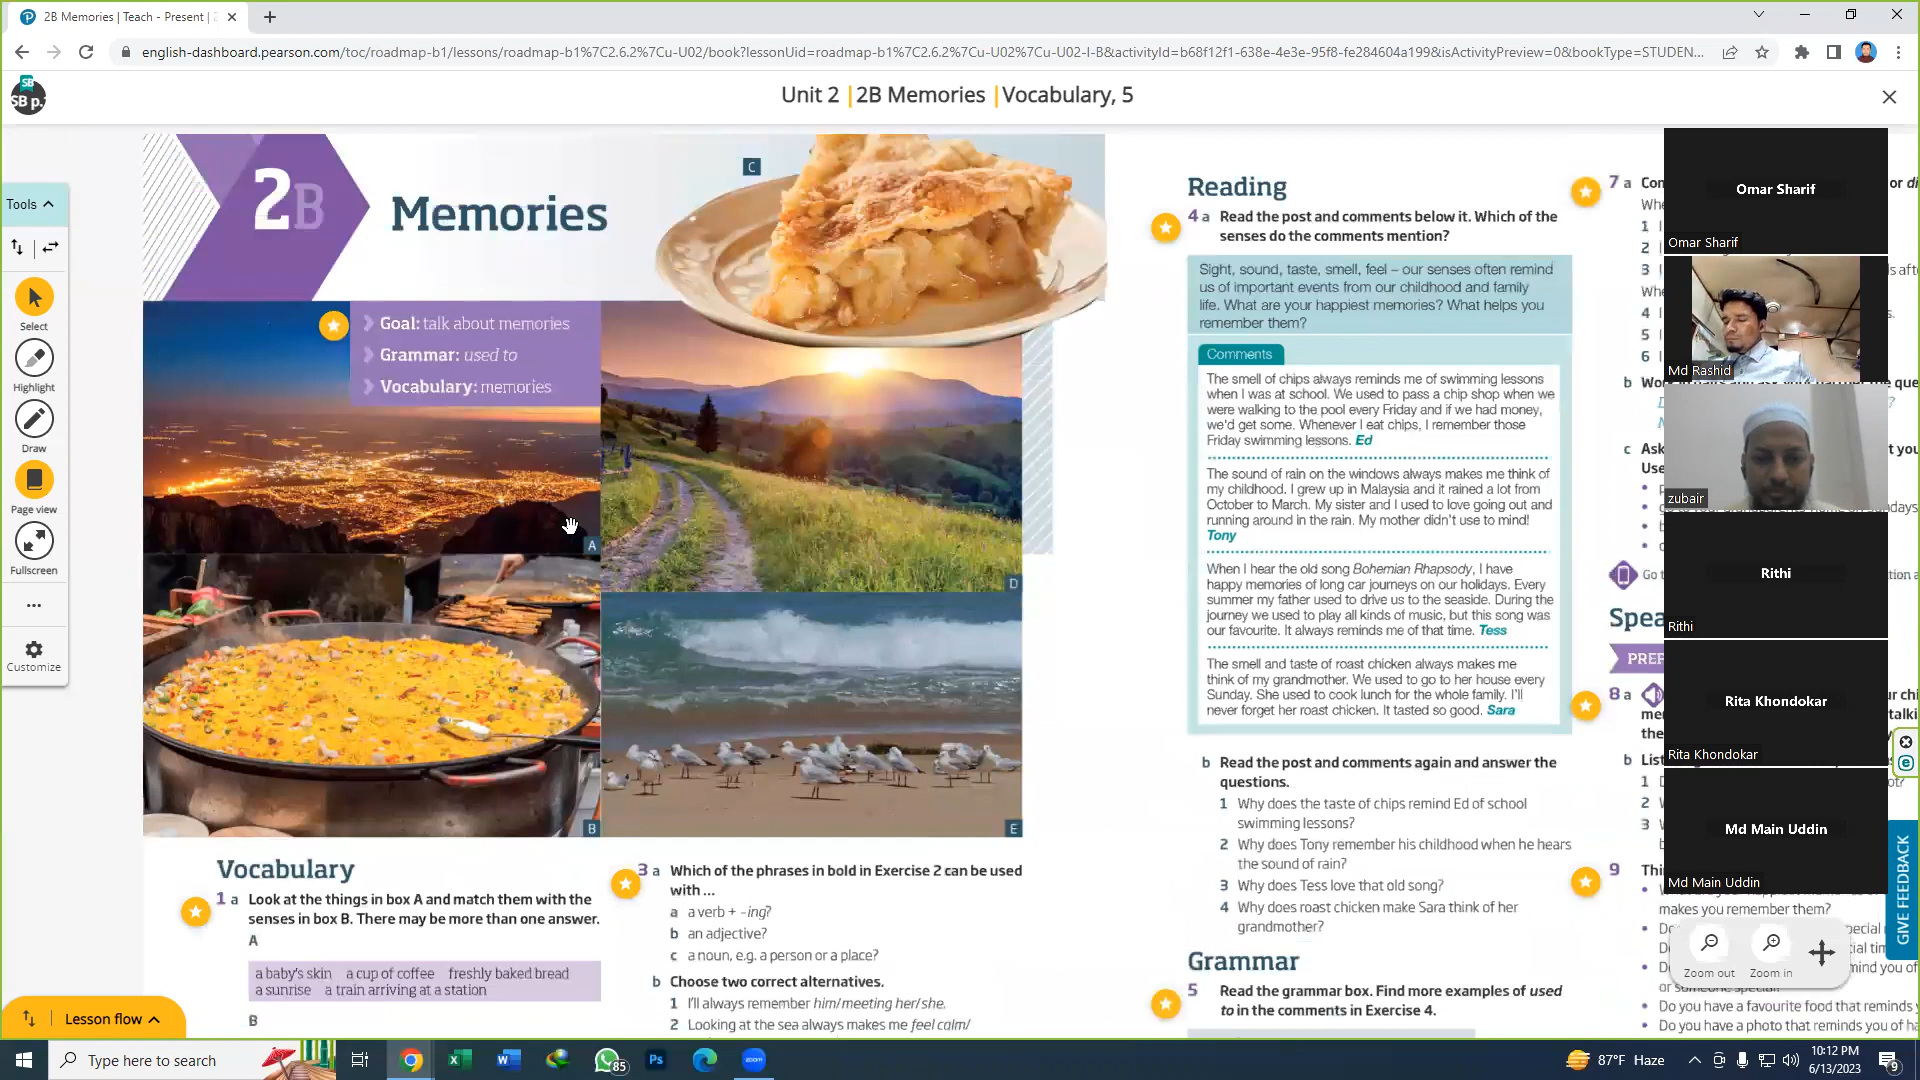 2B Memories | Teach - Present | 2
english-dashboard.pearson.com/toc/roadmap-b1/lessons/roadmap-b1%7C2.6.2%7Cu-U02/book?lessonUid=roadmap-b1%7C2.6.2%7Cu-U02%7Cu-U02-I-B&activityId=b68f12f1-638e-4e3e-95f8-fe284604a199&isActivityPreview=0&bookType=STUDEN...
SB
SB p.
Unit 2 | 2B Memories | Vocabulary, 5
Tools
Select
Highlight
Draw
Page view
Fullscreen
Customize
2B Memories
C
Goal: talk about memories
Grammar: used to
Vocabulary: memories
A
D
B
E
Vocabulary
1 a Look at the things in box A and match them with the
senses in box B. There may be more than one answer.
A
a baby's skin a cup of coffee freshly baked bread
a sunrise a train arriving at a station
B
3 a Which of the phrases in bold in Exercise 2 can be used
with ...
a a verb + -ing?
b an adjective?
c a noun, e.g. a person or a place?
b Choose two correct alternatives.
1 I'll always remember him/meeting her/she.
2 Looking at the sea always makes me feel calm/
Reading
4 a Read the post and comments below it. Which of the
senses do the comments mention?
Sight, sound, taste, smell, feel – our senses often remind
us of important events from our childhood and family
life. What are your happiest memories? What helps you
remember them?
Comments
The smell of chips always reminds me of swimming lessons
when I was at school. We used to pass a chip shop when we
were walking to the pool every Friday and if we had money,
we'd get some. Whenever I eat chips, I remember those
Friday swimming lessons. Ed
The sound of rain on the windows always makes me think of
my childhood. I grew up in Malaysia and it rained a lot from
October to March. My sister and I used to love going out and
running around in the rain. My mother didn't use to mind!
Tony
When I hear the old song Bohemian Rhapsody, I have
happy memories of long car journeys on our holidays. Every
summer my father used to drive us to the seaside. During the
journey we used to play all kinds of music, but this song was
our favourite. It always reminds me of that time. Tess
The smell and taste of roast chicken always makes me
think of my grandmother. We used to go to her house every
Sunday. She used to cook lunch for the whole family. I'll
never forget her roast chicken. It tasted so good. Sara
b Read the post and comments again and answer the
questions.
1 Why does the taste of chips remind Ed of school
swimming lessons?
2 Why does Tony remember his childhood when he hears
the sound of rain?
3 Why does Tess love that old song?
4 Why does roast chicken make Sara think of her
grandmother?
Grammar
5 Read the grammar box. Find more examples of used
to in the comments in Exercise 4.
7 a
1
2
3
4
5
6
b
c Ask
Use
8 a
b
1
2
3
9
makes you remember them?
or someone special?
Do you have a favourite food that reminds y
Do you have a photo that reminds you of ha
Omar Sharif
Omar Sharif
Md Rashid
zubair
Rithi
Rithi
Rita Khondokar
Rita Khondokar
Md Main Uddin
Md Main Uddin
Zoom out
Zoom in
GIVE FEEDBACK
Lesson flow
Type here to search
85
zoom
87°F Haze
10:12 PM
6/13/2023
9